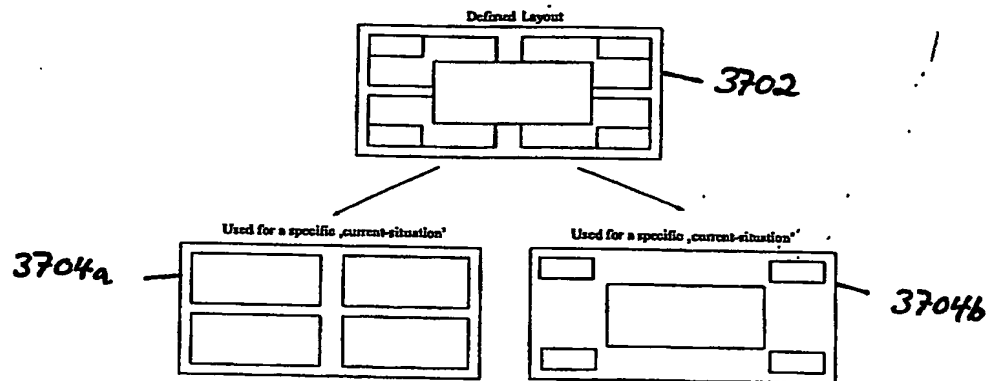 Defined Layout
3702
Used for a specific ‚current-situation’
Used for a specific ‚current-situation’
3704a
3704b